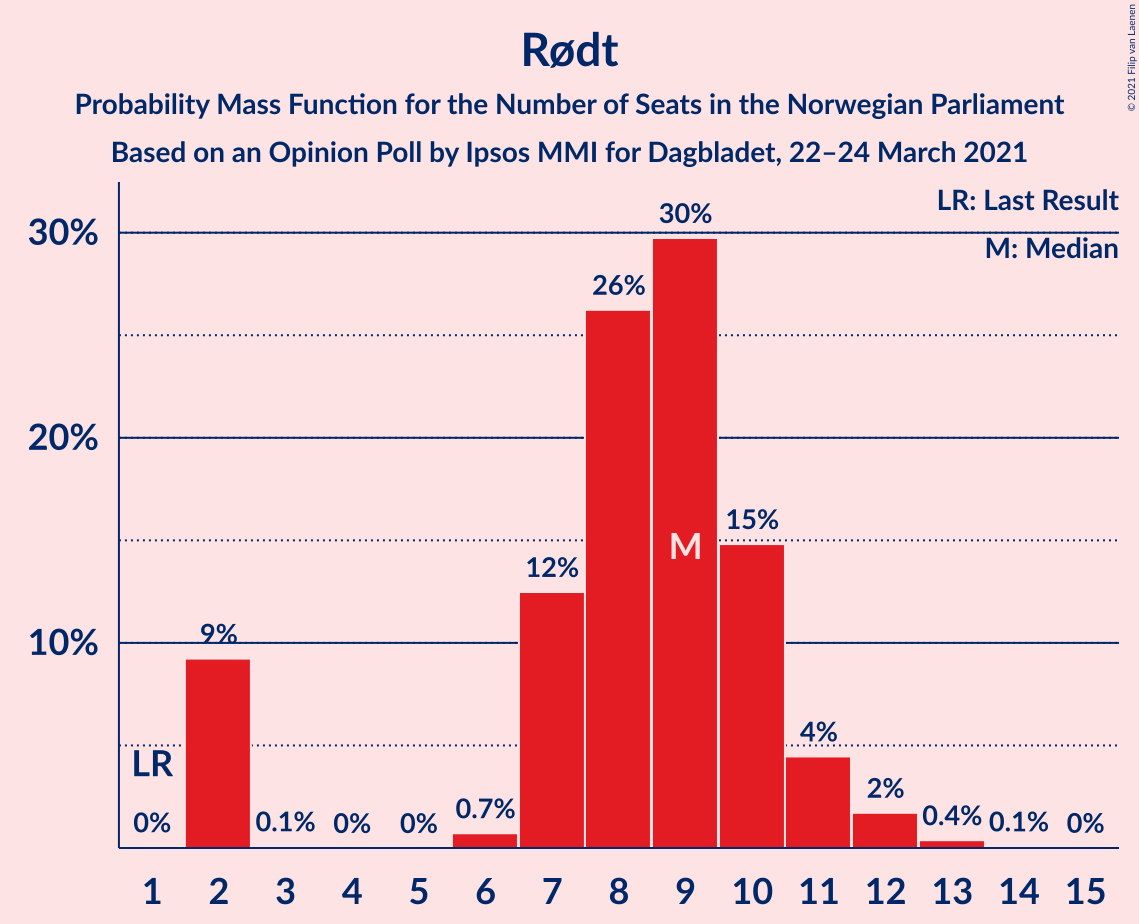 Rødt
Probability Mass Function for the Number of Seats in the Norwegian Parliament
Based on an Opinion Poll by Ipsos MMI for Dagbladet, 22–24 March 2021
© 2021 Filip van Laenen
LR: Last Result
M: Median
30%
20%
10%
LR
0%
9%
0.1%
0%
0%
0.7%
12%
26%
30%
M
15%
4%
2%
0.4%
0.1%
0%
1 2 3 4 5 6 7 8 9 10 11 12 13 14 15